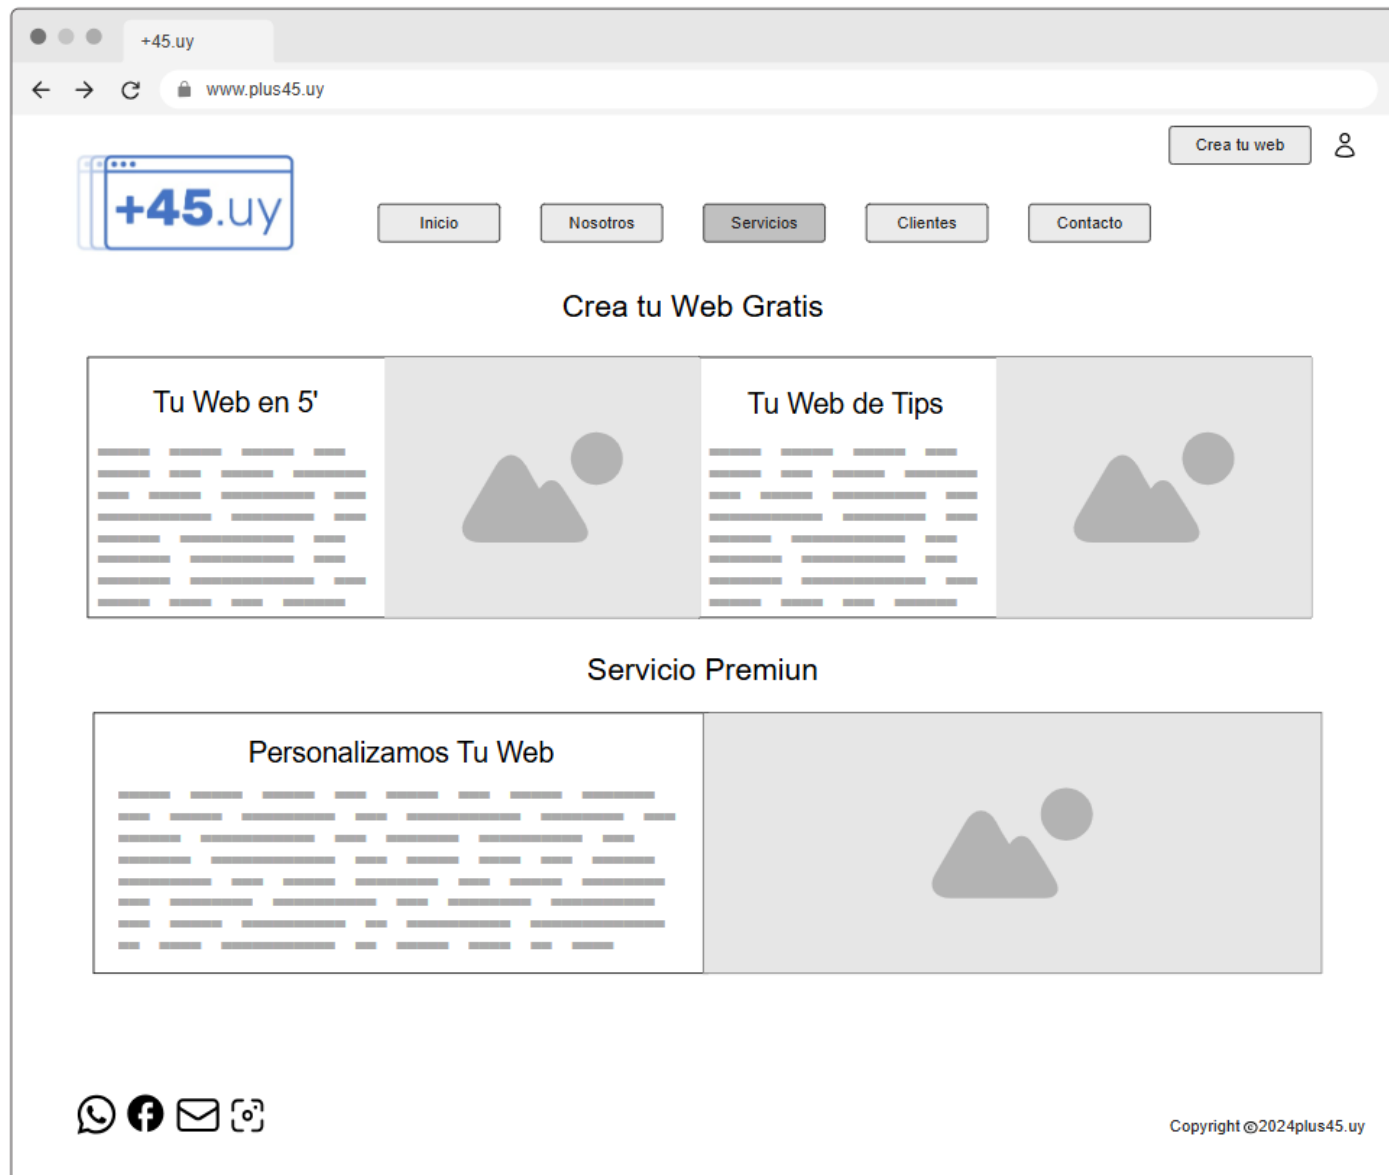 +45.uy
www.plus45.uy
Crea tu web
+45.uy
Inicio
Nosotros
Servicios
Clientes
Contacto
Crea tu Web Gratis
Tu Web en 5'
Tu Web de Tips
Servicio Premiun
Personalizamos Tu Web
Copyright ©2024plus45.uy